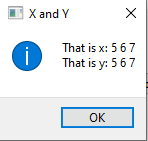 X and Y
That is x: 5 6 7
That is y: 5 6 7
OK